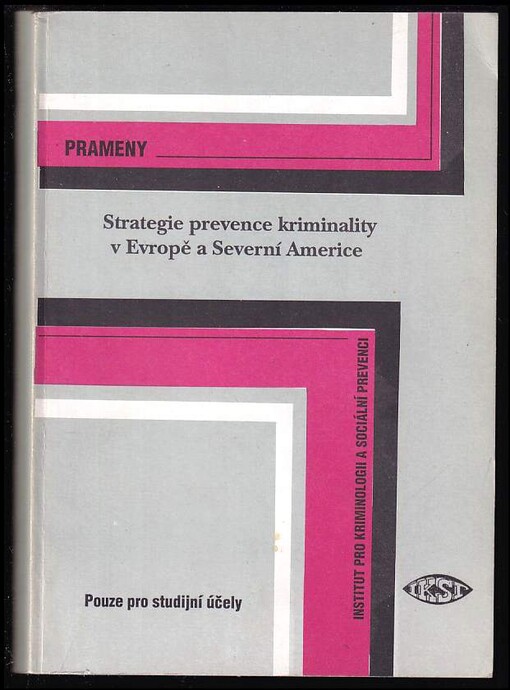 PRAMENY
Strategie prevence kriminality
v Evropě a Severní Americe
INSTITUT PRO KRIMINOLOGII A SOCIÁLNÍ PREVENCI
IKSP
Pouze pro studijní účely